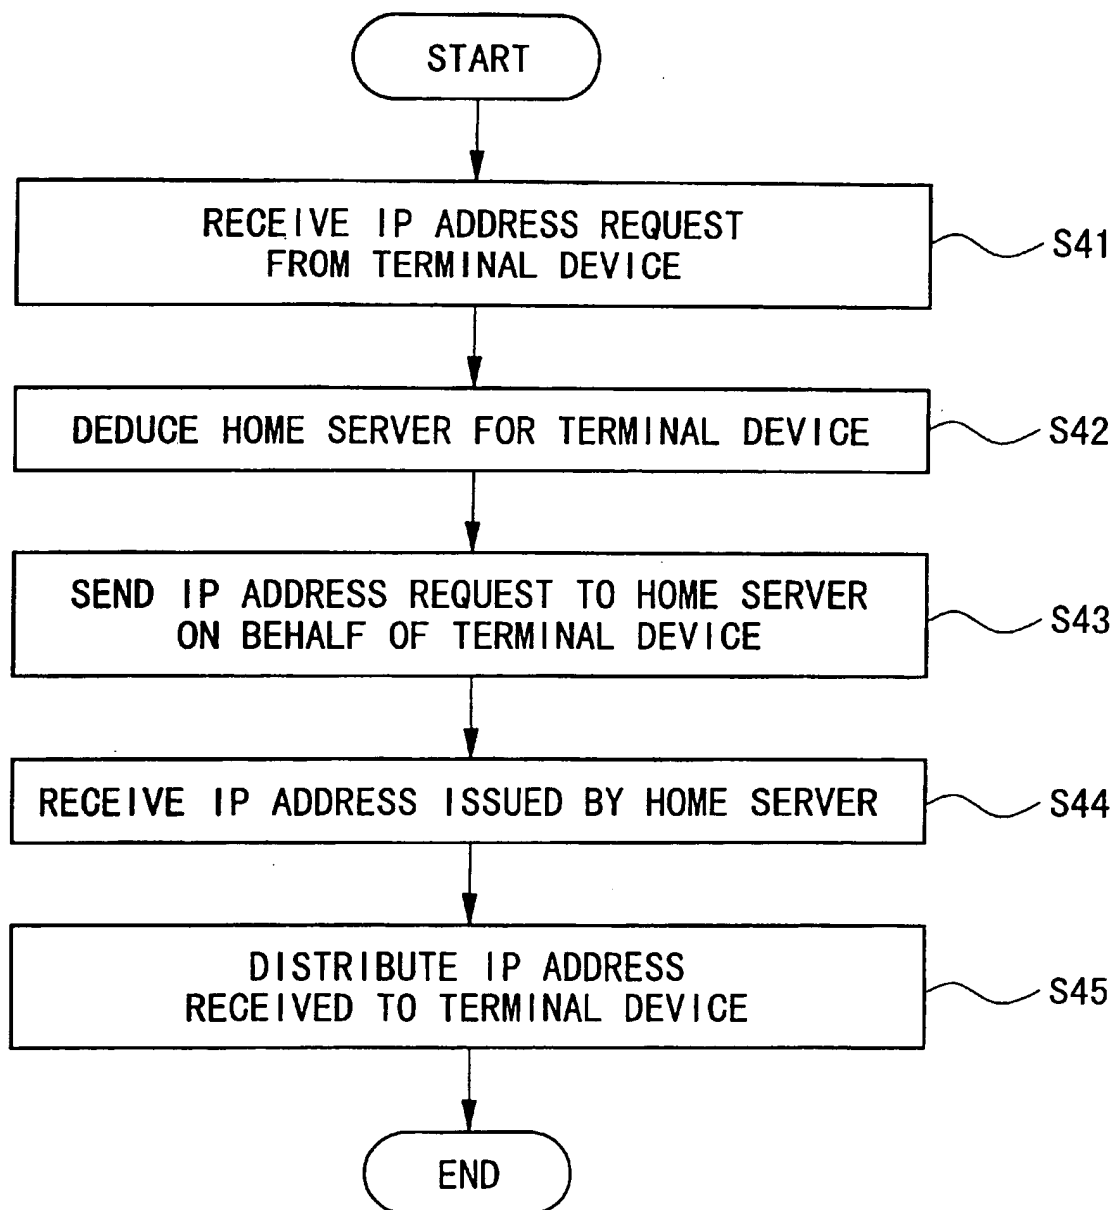 START
RECEIVE IP ADDRESS REQUEST
FROM TERMINAL DEVICE
S41
DEDUCE HOME SERVER FOR TERMINAL DEVICE
S42
SEND IP ADDRESS REQUEST TO HOME SERVER
ON BEHALF OF TERMINAL DEVICE
S43
RECEIVE IP ADDRESS ISSUED BY HOME SERVER
S44
DISTRIBUTE IP ADDRESS
RECEIVED TO TERMINAL DEVICE
S45
END